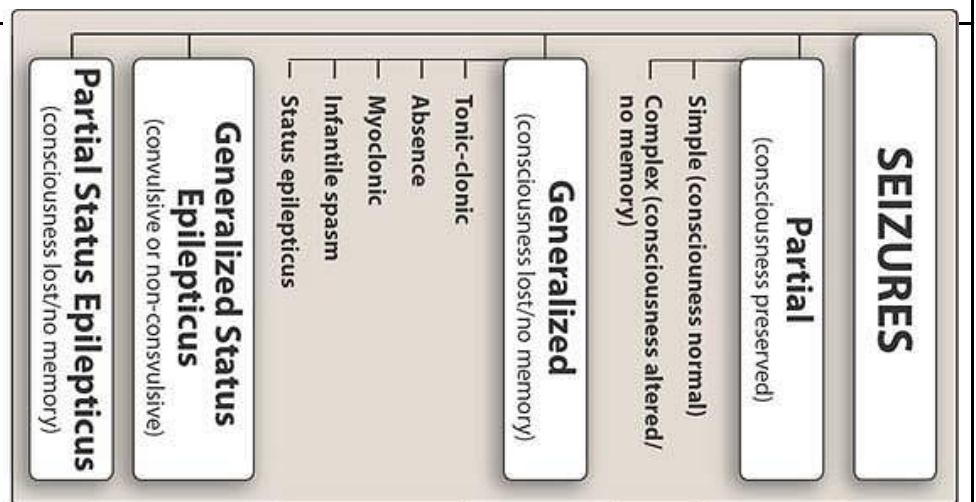 SEIZURES
Partial
(consciousness preserved)
Simple (consciouness normal)
Complex (consciousness altered/
no memory)
Generalized
(consciousness lost/no memory)
Tonic-clonic
Absence
Myoclonic
Infantile spasm
Status epilepticus
Generalized Status
Epilepticus
(convulsive or non-consvulsive)
Partial Status Epilepticus
(consciousness lost/no memory)